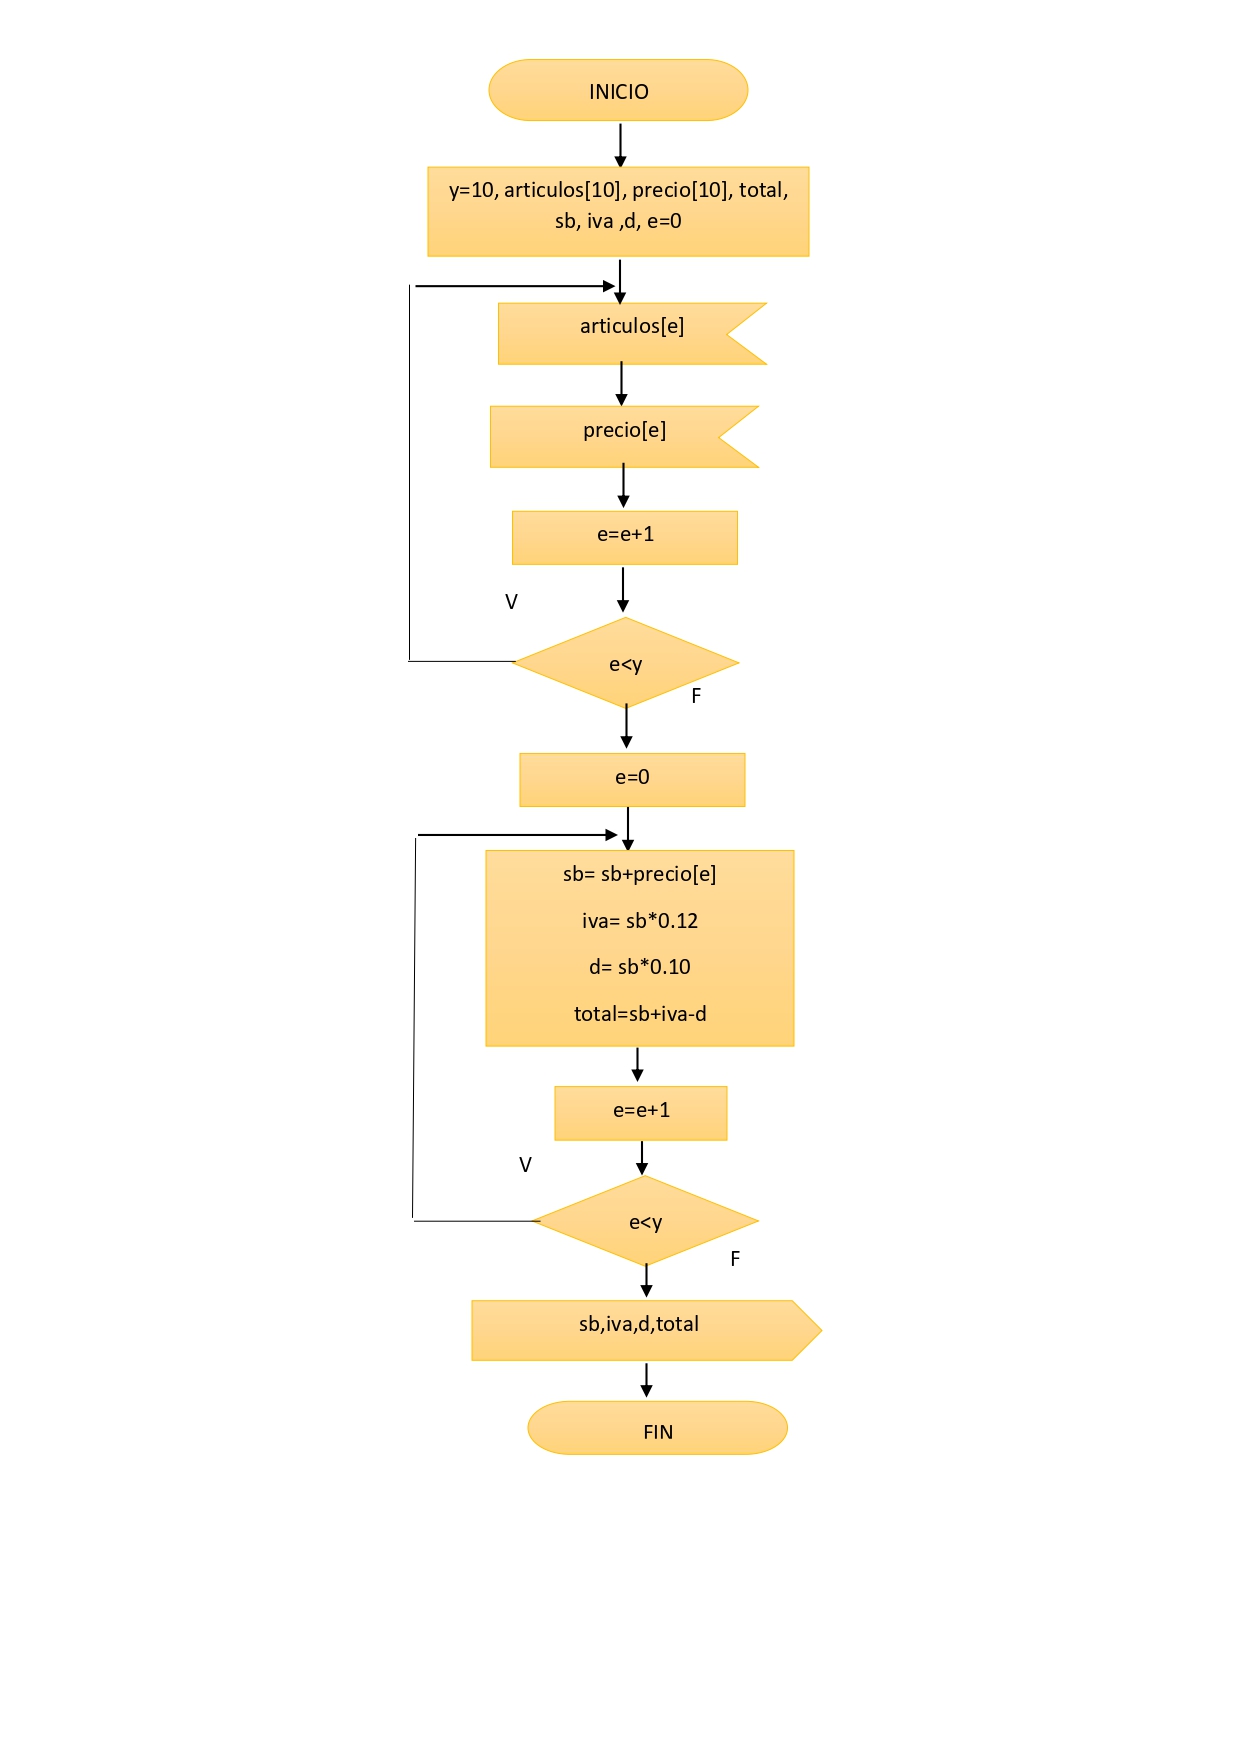 INICIO
y=10, articulos[10], precio[10], total,
sb, iva ,d, e=0
articulos[e]
precio[e]
e=e+1
V
e<y
F
e=0
sb= sb+precio[e]
iva= sb*0.12
d= sb*0.10
total=sb+iva-d
e=e+1
V
e<y
F
sb,iva,d,total
FIN